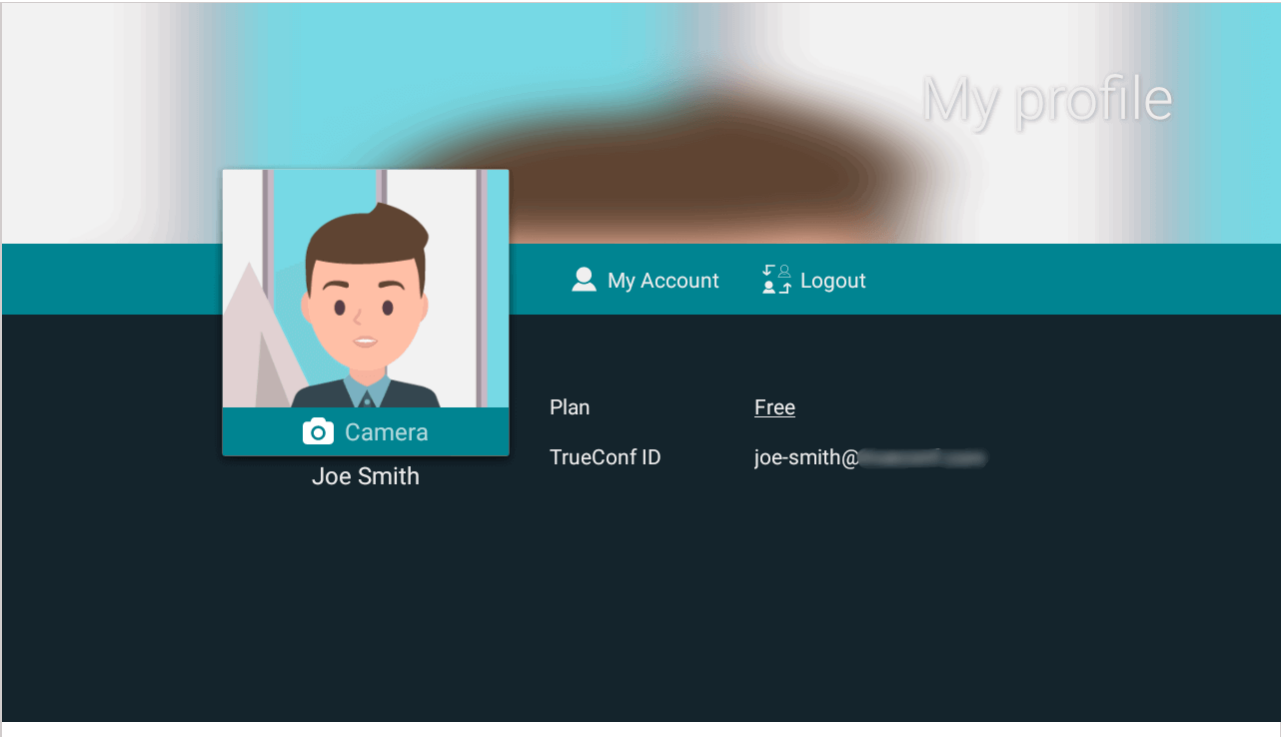 My profile
My Account Logout
Plan Free
Camera
TrueConf ID joe-smith@
Joe Smith